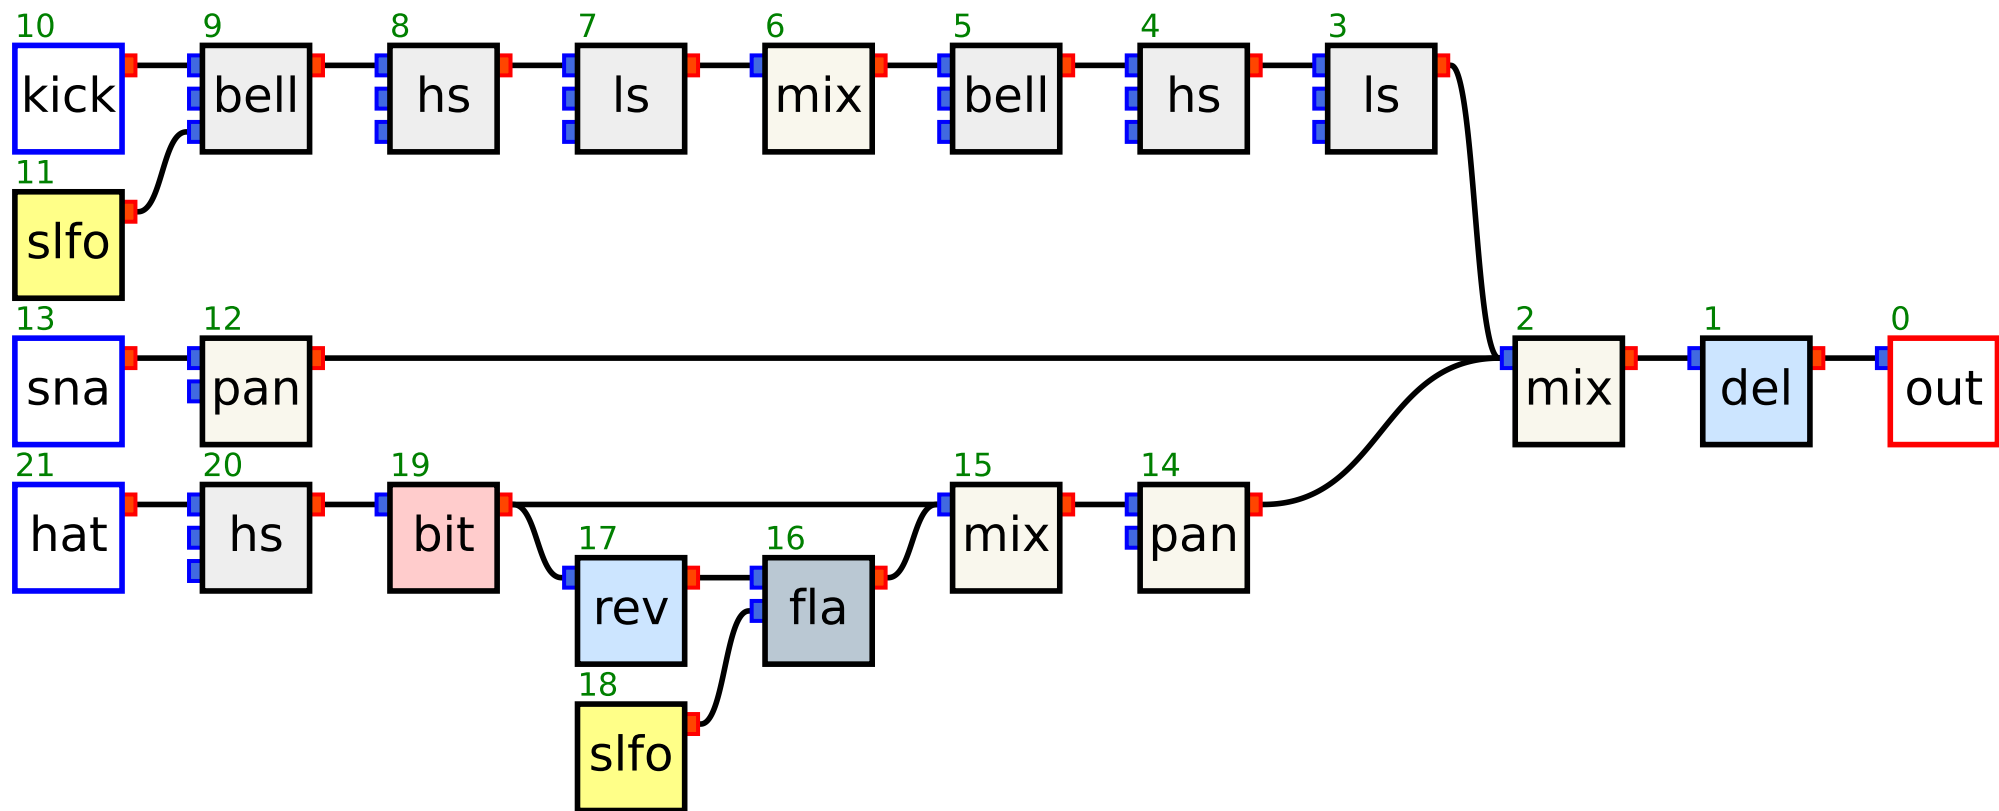 10 9 8 7 6 5 4 3
kick bell hs ls mix bell hs ls
11
slfo
13 12 2 1 0
sna pan mix del out
21 20 19 15 14
hat hs bit mix pan
17 16
rev fla
18
slfo